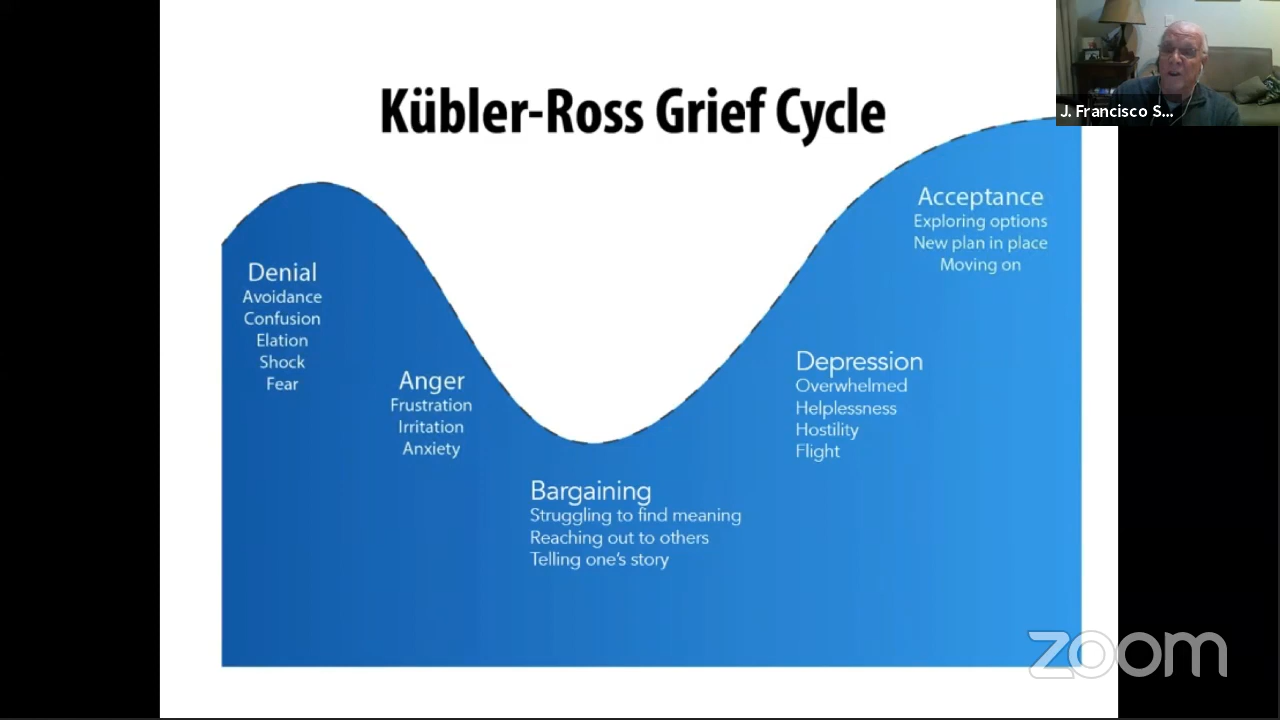 Kübler-Ross Grief Cycle
J. Francisco S...
Denial
Avoidance
Confusion
Elation
Shock
Fear
Anger
Frustration
Irritation
Anxiety
Bargaining
Struggling to find meaning
Reaching out to others
Telling one's story
Depression
Overwhelmed
Helplessness
Hostility
Flight
Acceptance
Exploring options
New plan in place
Moving on
zoom